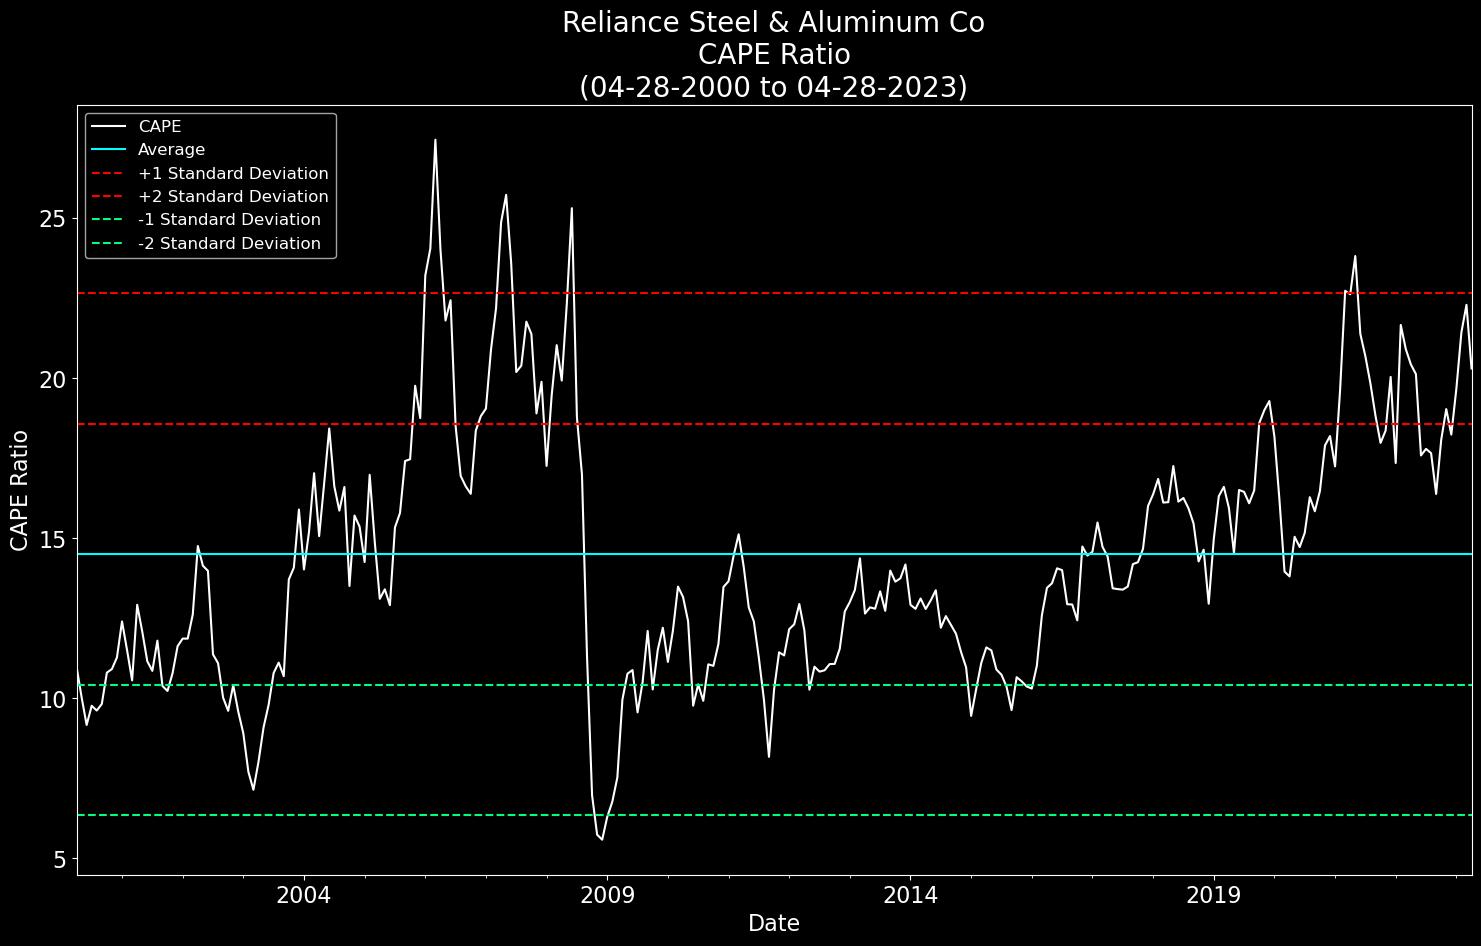 Reliance Steel & Aluminum Co
CAPE Ratio
(04-28-2000 to 04-28-2023)
CAPE
Average
+1 Standard Deviation
+2 Standard Deviation
-1 Standard Deviation
-2 Standard Deviation
CAPE Ratio
25
20
15
10
5
2004
2009
2014
2019
Date